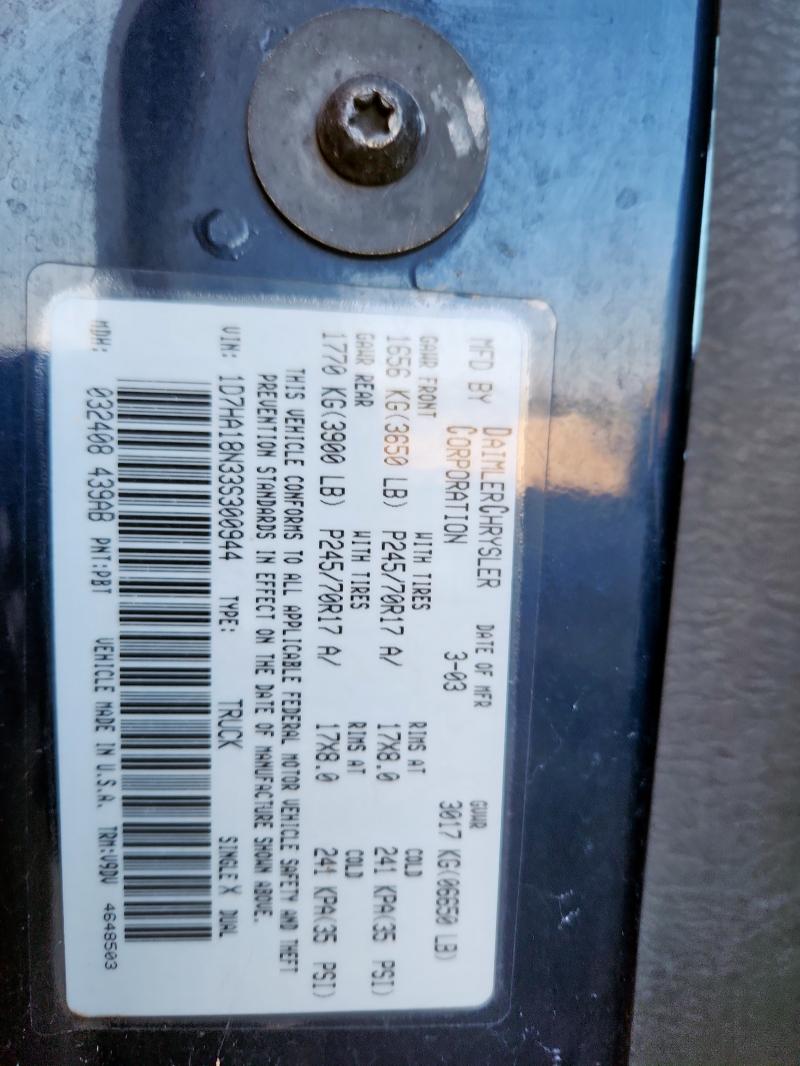 MFD BY DAIMLERCHRYSLER CORPORATION DATE OF MFR 3-03 GVWR 3017 KG(06650 LB)
GAWR FRONT WITH TIRES RIMS AT COLD
1656 KG(3650 LB) P245/70R17 A/ 17X8.0 241 KPA(35 PSI)
GAWR REAR WITH TIRES RIMS AT COLD
1770 KG(3900 LB) P245/70R17 A/ 17X8.0 241 KPA(35 PSI)
THIS VEHICLE CONFORMS TO ALL APPLICABLE FEDERAL MOTOR VEHICLE SAFETY AND THEFT
PREVENTION STANDARDS IN EFFECT ON THE DATE OF MANUFACTURE SHOWN ABOVE.
VIN: 1D7HA18N33S300944 TYPE: TRUCK SINGLE X DUAL
MDH: 032408 439AB PNT:PBT VEHICLE MADE IN U.S.A. TRM:V9DV 4648503